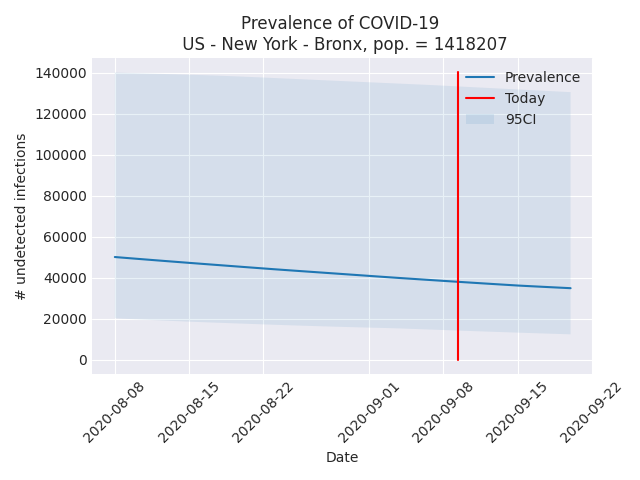 Prevalence of COVID-19
US - New York - Bronx, pop. = 1418207
140000
120000
100000
80000
60000
40000
20000
0
# undetected infections
Prevalence
Today
95CI
2020-08-08
2020-08-15
2020-08-22
2020-09-01
2020-09-08
2020-09-15
2020-09-22
Date